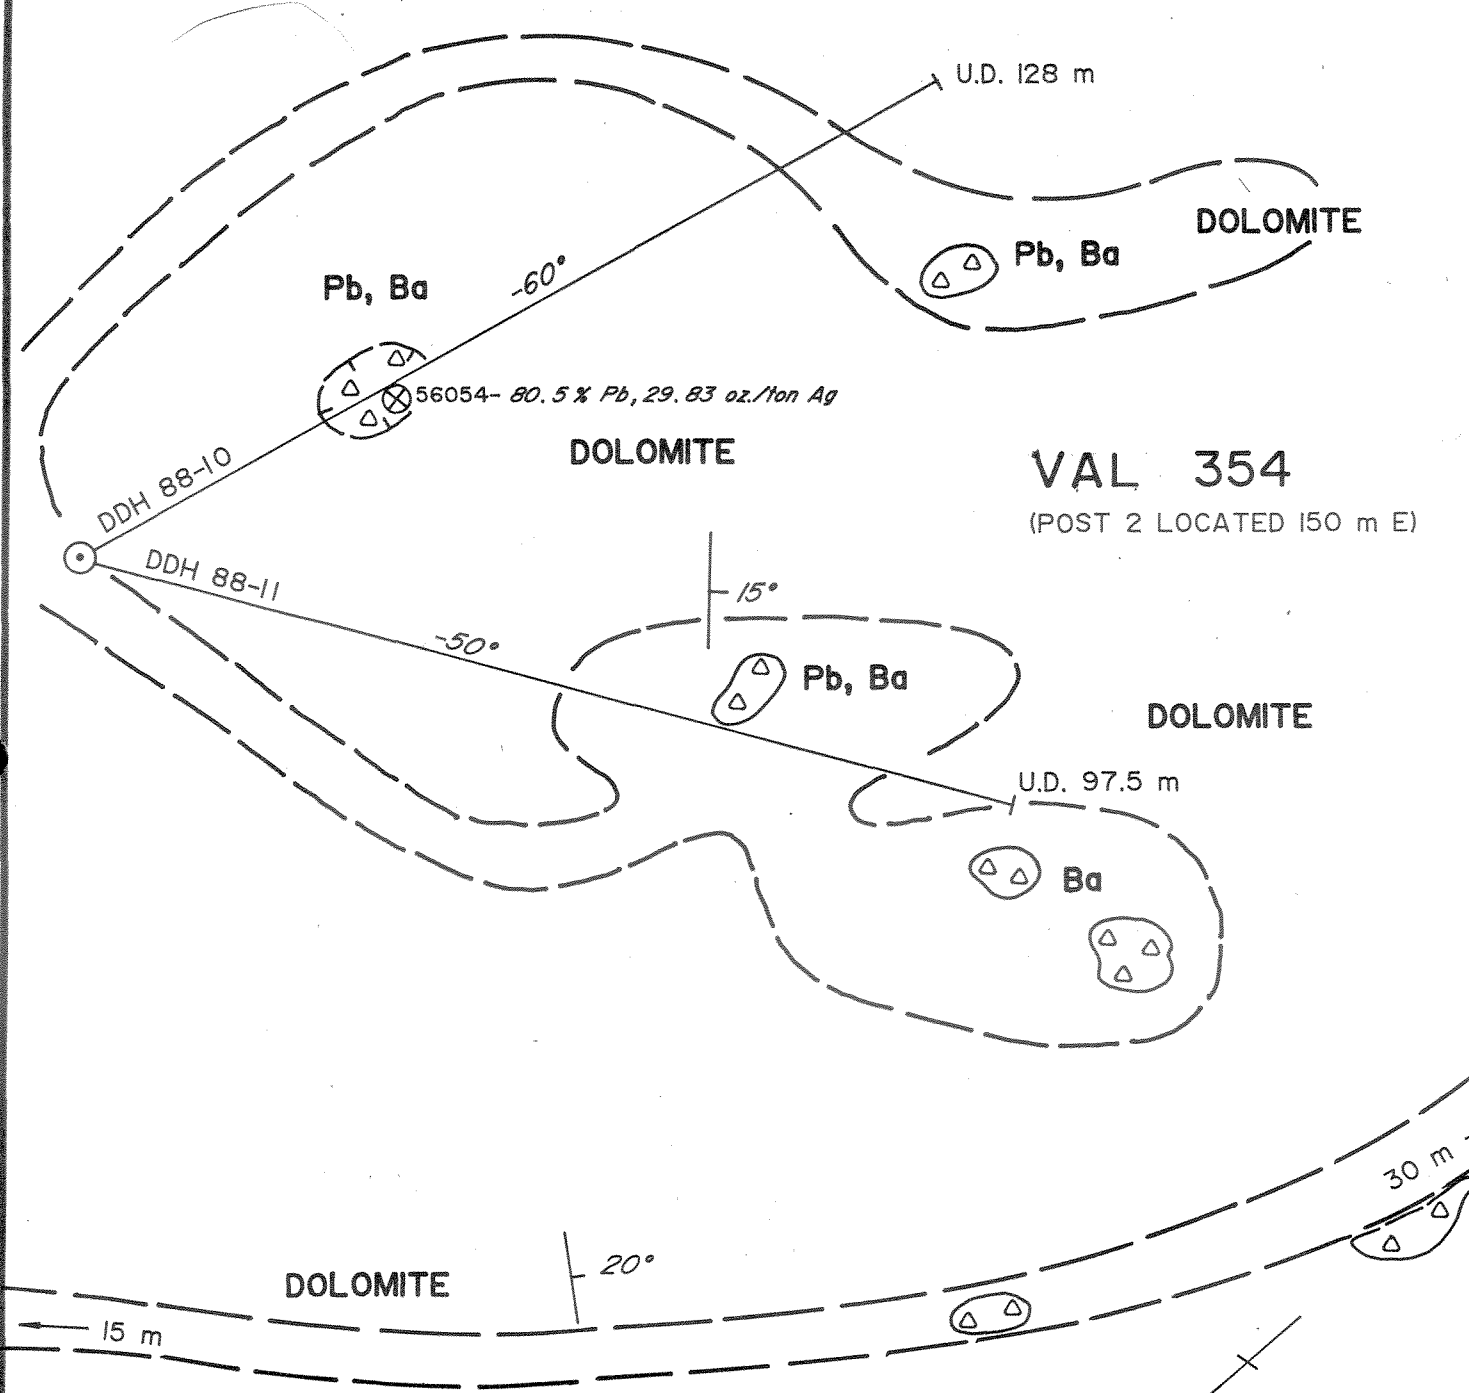 U.D. 128 m
DOLOMITE
Pb, Ba
-60°
Pb, Ba
56054- 80.5% Pb, 29.83 oz./ton Ag
DOLOMITE
VAL 354
(POST 2 LOCATED 150 m E)
DDH 88-10
DDH 88-11
15°
-50°
Pb, Ba
DOLOMITE
U.D. 97.5 m
Ba
30 m
20°
DOLOMITE
15 m